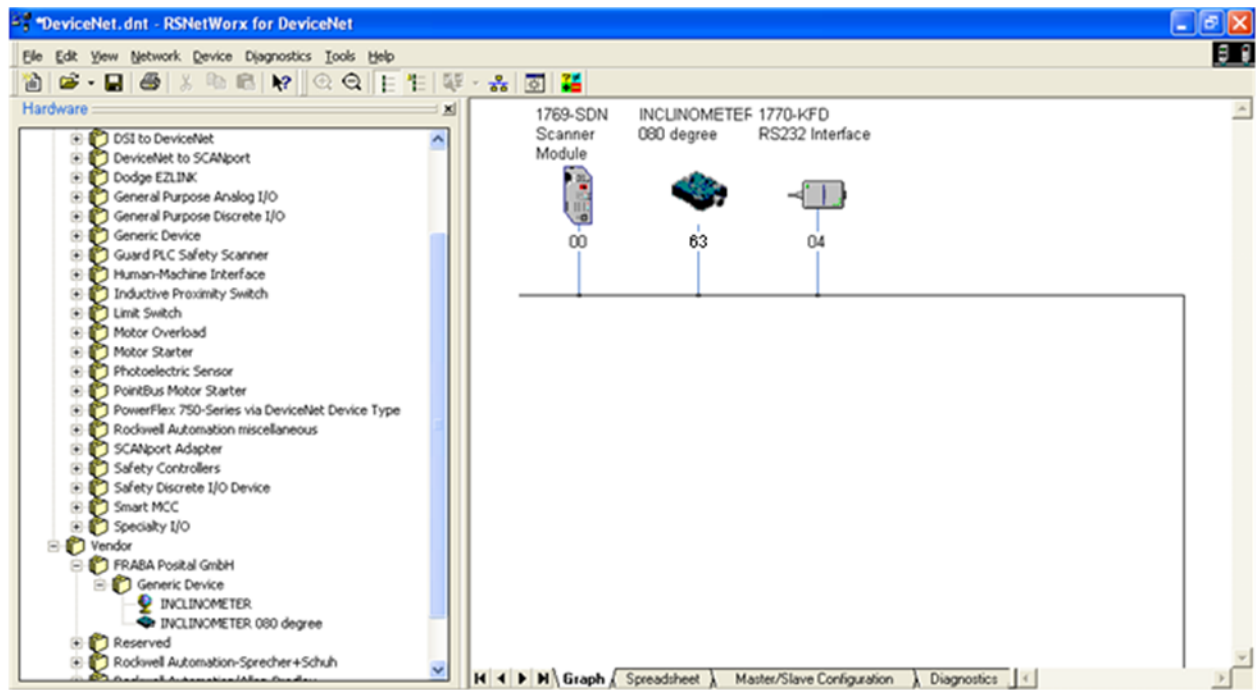 *DeviceNet.dnt - RSNetWorx for DeviceNet
File Edit View Network Device Diagnostics Tools Help
Hardware
DSI to DeviceNet
DeviceNet to SCANport
Dodge EZLINK
General Purpose Analog I/O
General Purpose Discrete I/O
Generic Device
Guard PLC Safety Scanner
Human-Machine Interface
Inductive Proximity Switch
Limit Switch
Motor Overload
Motor Starter
Photoelectric Sensor
PointBus Motor Starter
PowerFlex 750-Series via DeviceNet Device Type
Rockwell Automation miscellaneous
SCANport Adapter
Safety Controllers
Safety Discrete I/O Device
Smart MCC
Specialty I/O
Vendor
FRABA Posital GmbH
Generic Device
INCLINOMETER
INCLINOMETER 080 degree
Reserved
Rockwell Automation-Sprecher+Schuh
Rockwell Automation/Allen-Bradley
1769-SDN INCLINOMETER 1770-KFD
Scanner 080 degree RS232 Interface
Module
00 63 04
Graph Spreadsheet Master/Slave Configuration Diagnostics